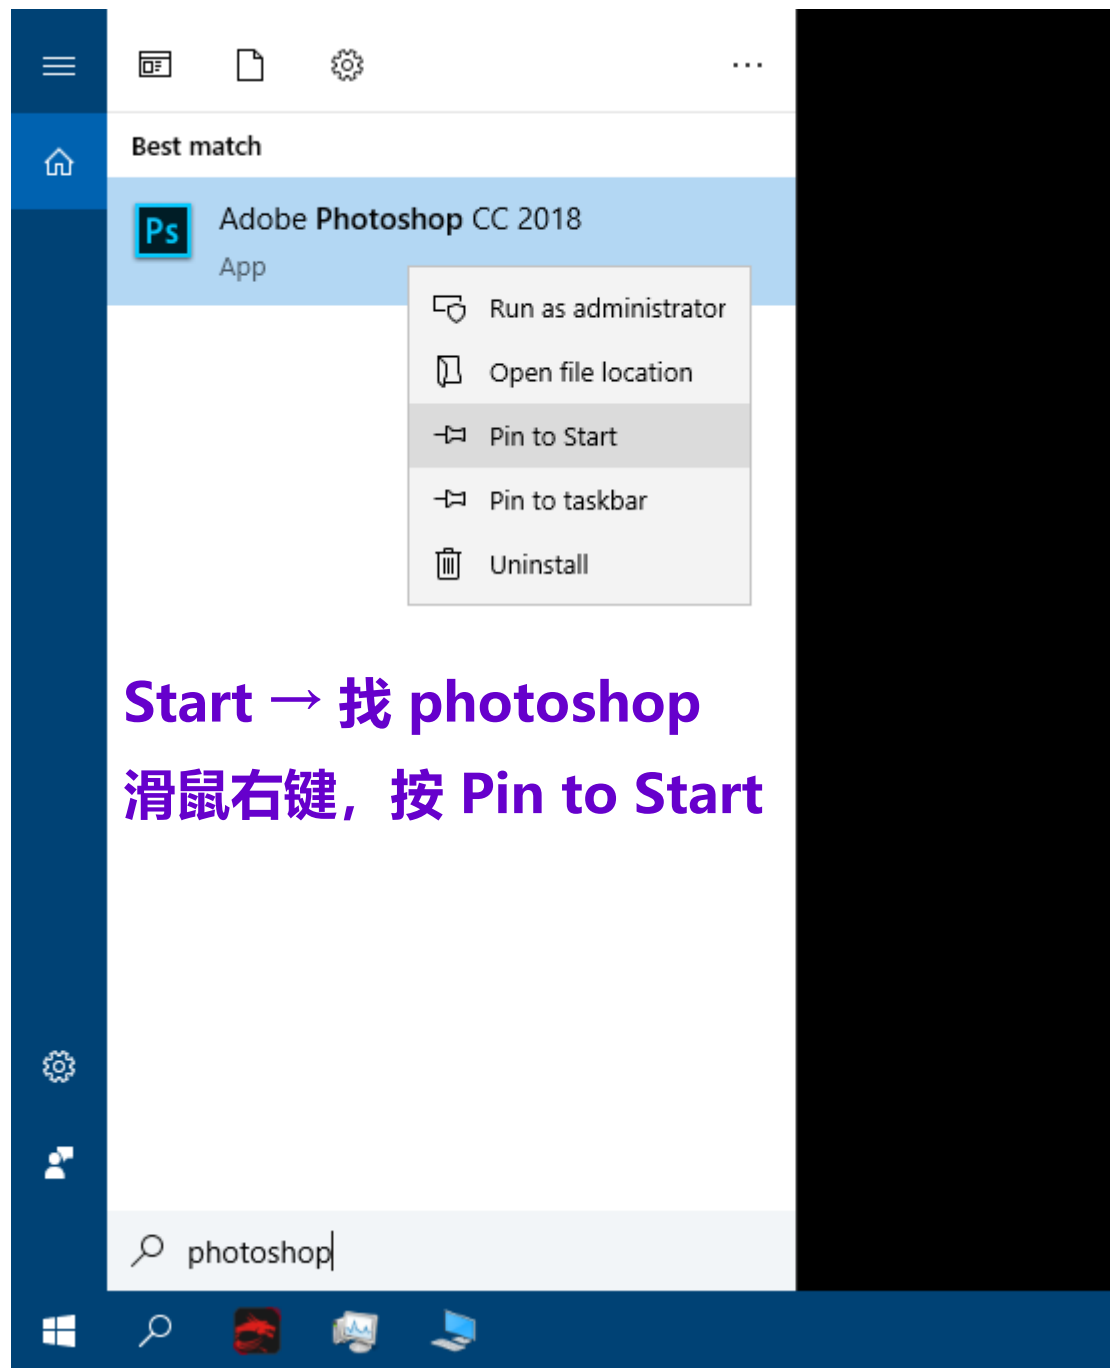 Best match
Ps
Adobe Photoshop CC 2018
App
Run as administrator
Open file location
Pin to Start
Pin to taskbar
Uninstall
Start → 找 photoshop
滑鼠右键，按 Pin to Start
photoshop